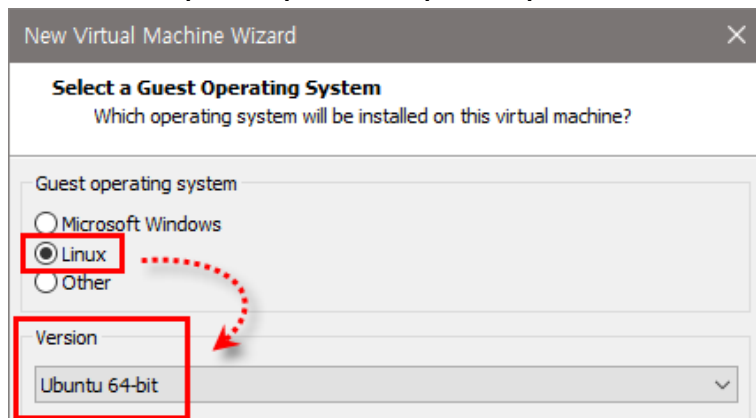 New Virtual Machine Wizard
Select a Guest Operating System
Which operating system will be installed on this virtual machine?
Guest operating system
Microsoft Windows
Linux
Other
Version
Ubuntu 64-bit